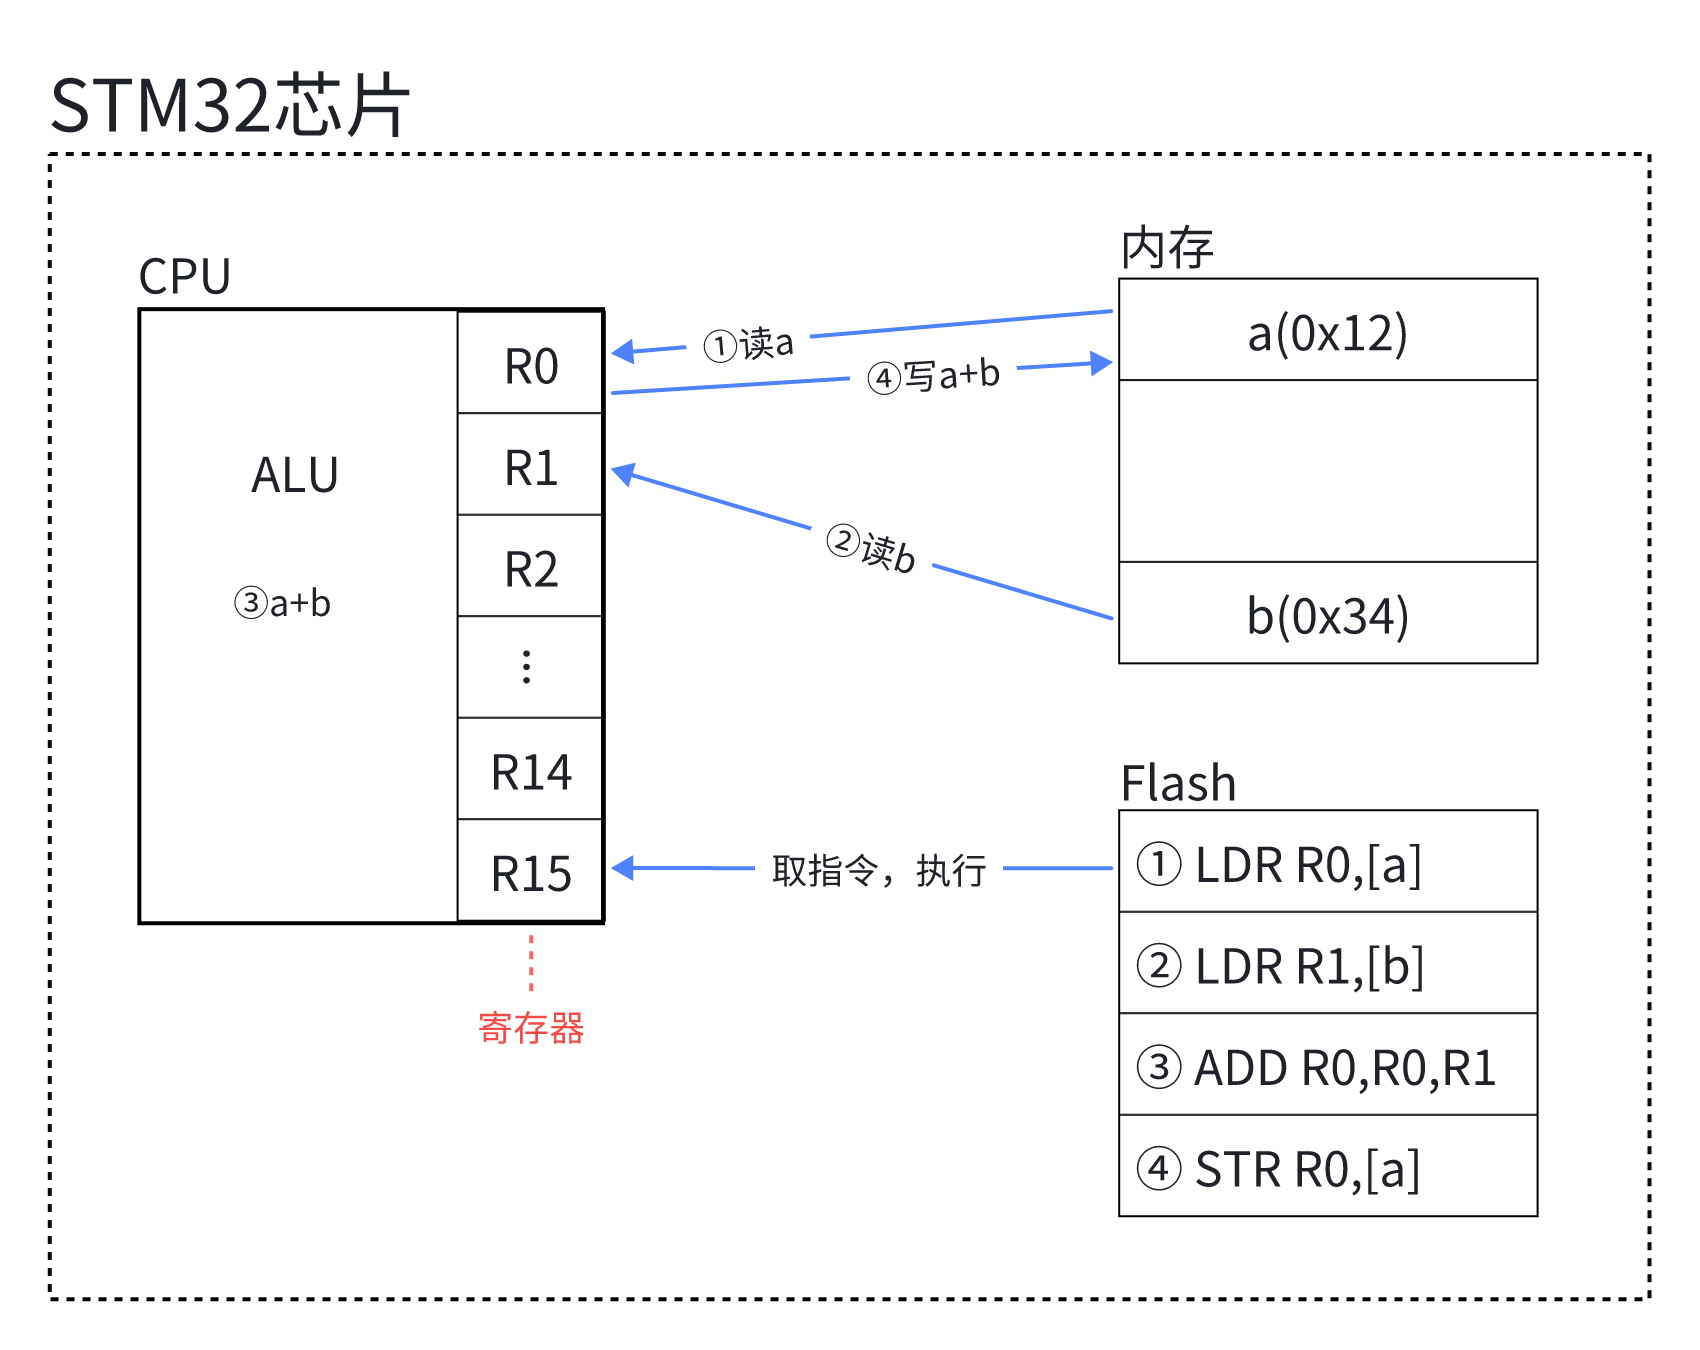 STM32芯片
CPU
ALU
③a+b
R0
R1
R2
⋮
R14
R15
寄存器
①读a
④写a+b
②读b
取指令，执行
内存
a(0x12)
b(0x34)
Flash
① LDR R0,[a]
② LDR R1,[b]
③ ADD R0,R0,R1
④ STR R0,[a]